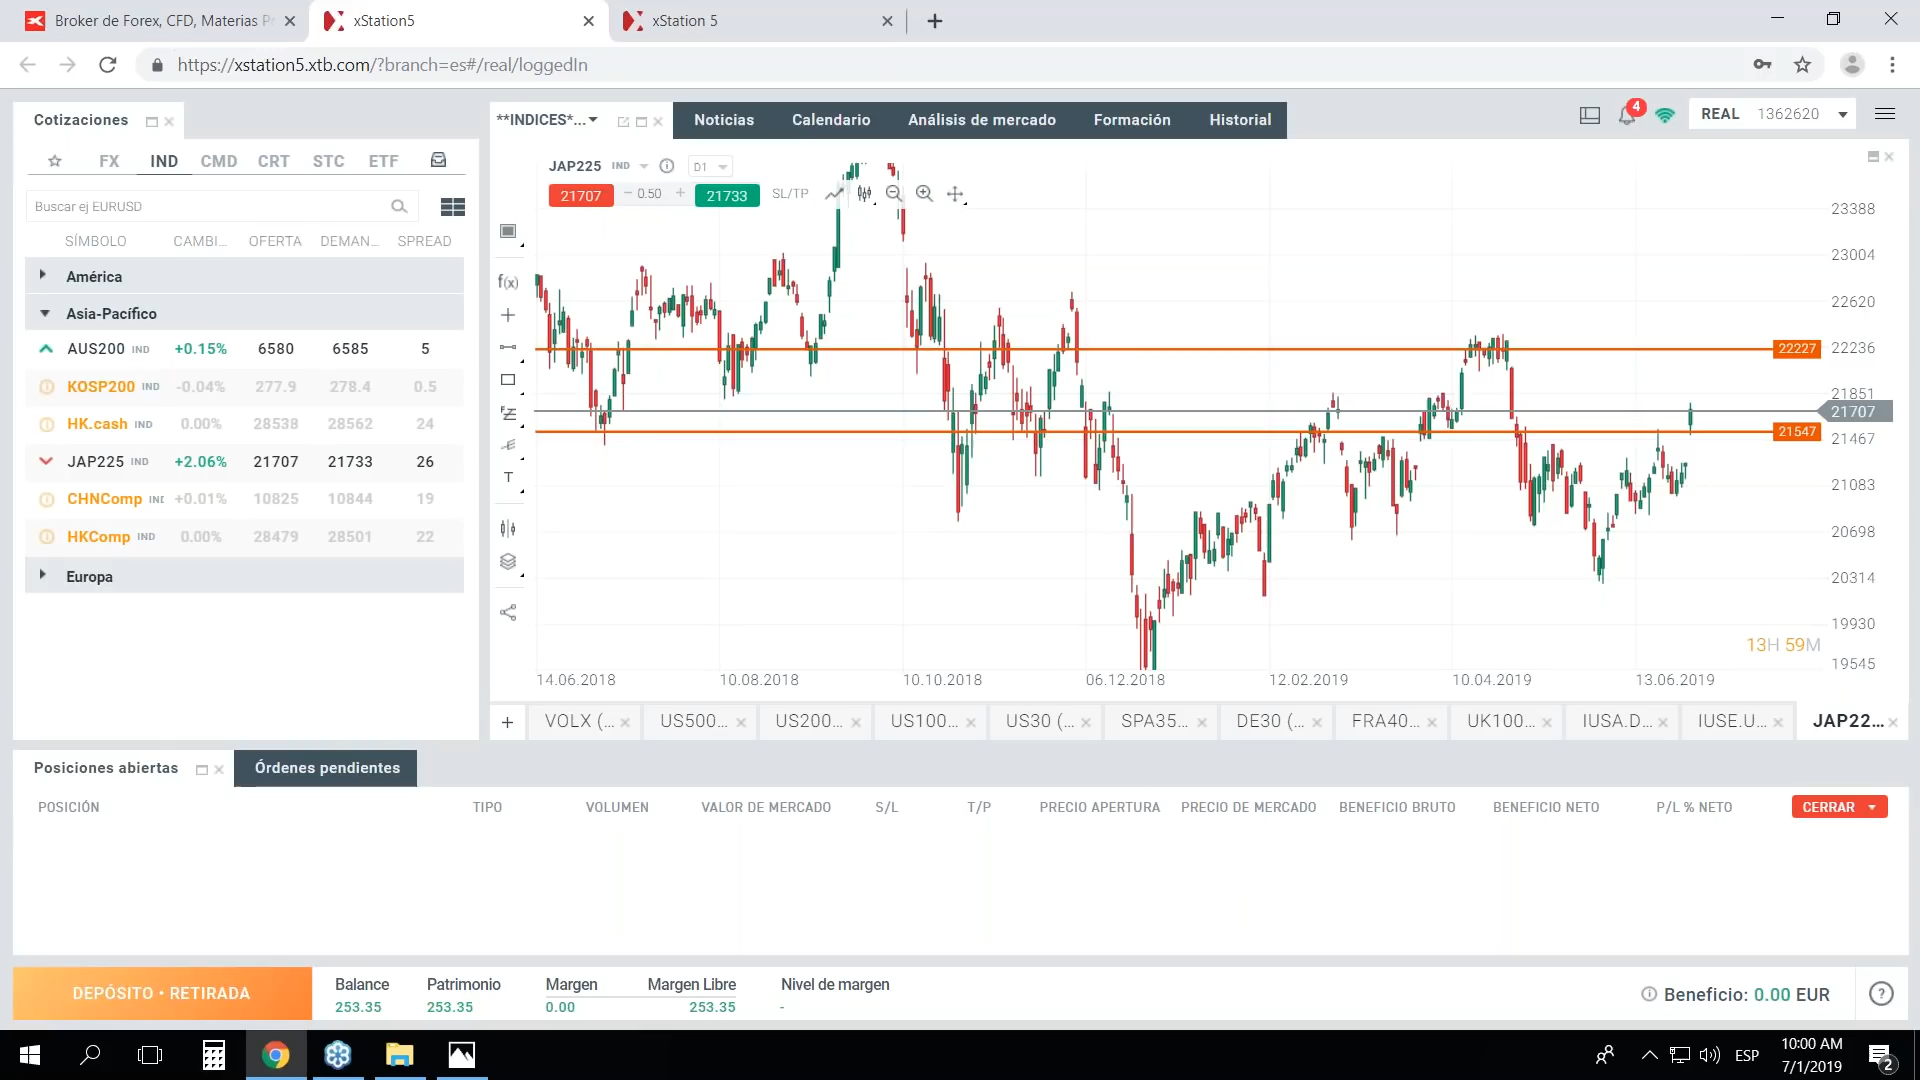 Broker de Forex, CFD, Materias Pr
xStation5
xStation 5
https://xstation5.xtb.com/?branch=es#/real/loggedIn
Cotizaciones
**INDICES*...
Noticias
Calendario
Análisis de mercado
Formación
Historial
4
REAL 1362620
FX IND CMD CRT STC ETF
Buscar ej EURUSD
SÍMBOLO CAMBI... OFERTA DEMAN... SPREAD
América
Asia-Pacífico
AUS200 IND +0.15% 6580 6585 5
KOSP200 IND -0.04% 277.9 278.4 0.5
HK.cash IND 0.00% 28538 28562 24
JAP225 IND +2.06% 21707 21733 26
CHNComp IND +0.01% 10825 10844 19
HKComp IND 0.00% 28479 28501 22
Europa
JAP225 IND D1
21707 − 0.50 + 21733 SL/TP
f(x)
T
23388
23004
22620
22227 22236
21851
21707
21547 21467
21083
20698
20314
19930
19545
13H 59M
14.06.2018 10.08.2018 10.10.2018 06.12.2018 12.02.2019 10.04.2019 13.06.2019
+ VOLX (... US500... US200... US100... US30 (... SPA35... DE30 (... FRA40... UK100... IUSA.D... IUSE.U... JAP22...
Posiciones abiertas
Órdenes pendientes
POSICIÓN TIPO VOLUMEN VALOR DE MERCADO S/L T/P PRECIO APERTURA PRECIO DE MERCADO BENEFICIO BRUTO BENEFICIO NETO P/L % NETO CERRAR
DEPÓSITO • RETIRADA
Balance Patrimonio Margen Margen Libre Nivel de margen
253.35 253.35 0.00 253.35 -
Beneficio: 0.00 EUR
ESP
10:00 AM
7/1/2019
2